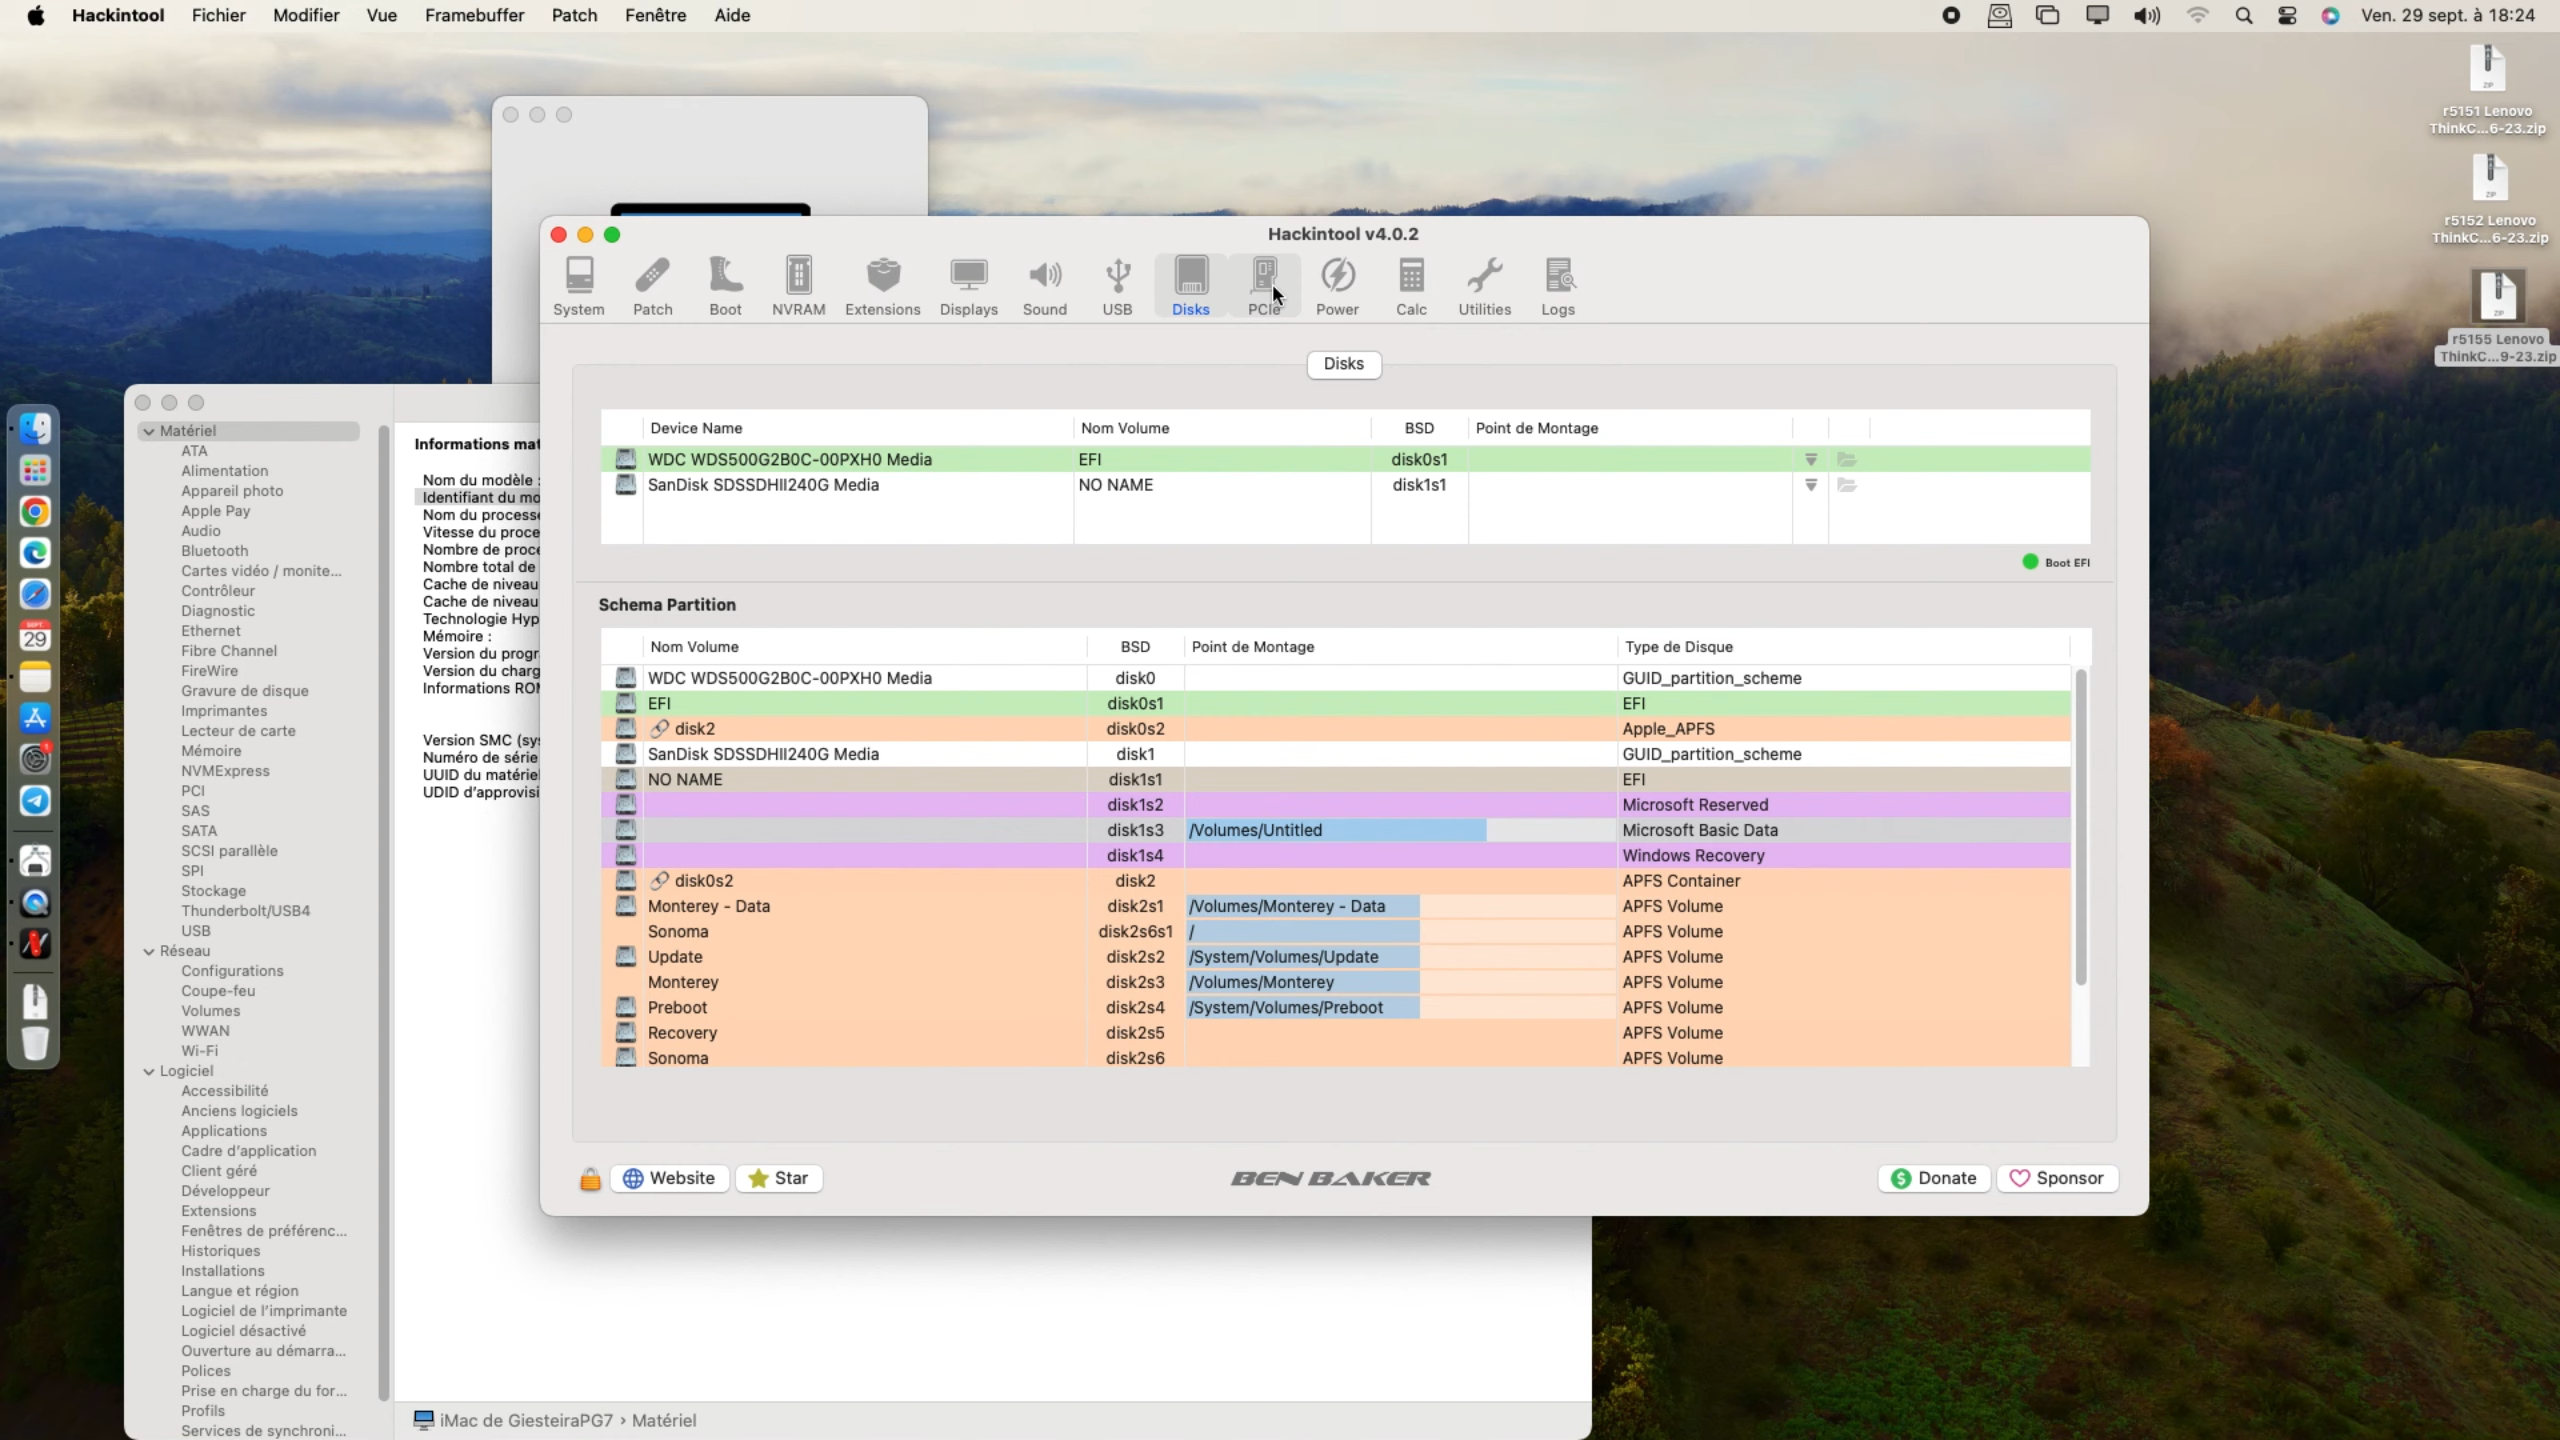 Hackintool Fichier Modifier Vue Framebuffer Patch Fenêtre Aide Ven. 29 sept. à 18:24
r5151 Lenovo
ThinkC...6-23.zip
r5152 Lenovo
ThinkC...6-23.zip
r5155 Lenovo
ThinkC...9-23.zip
ZIP
ZIP
ZIP
SEPT.
29
1
Hackintool v4.0.2
System Patch Boot NVRAM Extensions Displays Sound USB Disks PCIe Power Calc Utilities Logs
Disks
Device Name Nom Volume BSD Point de Montage
WDC WDS500G2B0C-00PXH0 Media EFI disk0s1
SanDisk SDSSDHII240G Media NO NAME disk1s1
Boot EFI
Schema Partition
Nom Volume BSD Point de Montage Type de Disque
WDC WDS500G2B0C-00PXH0 Media disk0 GUID_partition_scheme
EFI disk0s1 EFI
disk2 disk0s2 Apple_APFS
SanDisk SDSSDHII240G Media disk1 GUID_partition_scheme
NO NAME disk1s1 EFI
disk1s2 Microsoft Reserved
disk1s3 /Volumes/Untitled Microsoft Basic Data
disk1s4 Windows Recovery
disk0s2 disk2 APFS Container
Monterey - Data disk2s1 /Volumes/Monterey - Data APFS Volume
Sonoma disk2s6s1 / APFS Volume
Update disk2s2 /System/Volumes/Update APFS Volume
Monterey disk2s3 /Volumes/Monterey APFS Volume
Preboot disk2s4 /System/Volumes/Preboot APFS Volume
Recovery disk2s5 APFS Volume
Sonoma disk2s6 APFS Volume
Website Star BEN BAKER Donate Sponsor
Matériel
ATA
Alimentation
Appareil photo
Apple Pay
Audio
Bluetooth
Cartes vidéo / monite...
Contrôleur
Diagnostic
Ethernet
Fibre Channel
FireWire
Gravure de disque
Imprimantes
Lecteur de carte
Mémoire
NVMExpress
PCI
SAS
SATA
SCSI parallèle
SPI
Stockage
Thunderbolt/USB4
USB
Réseau
Configurations
Coupe-feu
Volumes
WWAN
Wi-Fi
Logiciel
Accessibilité
Anciens logiciels
Applications
Cadre d'application
Client géré
Développeur
Extensions
Fenêtres de préférenc...
Historiques
Installations
Langue et région
Logiciel de l'imprimante
Logiciel désactivé
Ouverture au démarra...
Polices
Prise en charge du for...
Profils
Services de synchroni...
Informations mat
Nom du modèle :
Identifiant du mo
Nom du process
Vitesse du proce
Nombre de proce
Nombre total de
Cache de niveau
Cache de niveau
Technologie Hyp
Mémoire :
Version du progr
Version du charg
Informations ROM
Version SMC (sy
Numéro de série
UUID du matérie
UDID d'approvisi
iMac de GiesteiraPG7 › Matériel